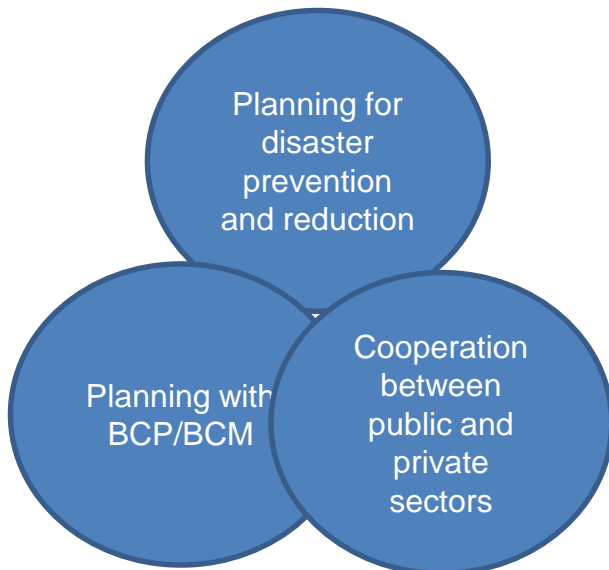 Planning for
disaster
prevention
and reduction
Planning with
BCP/BCM
Cooperation
between
public and
private
sectors